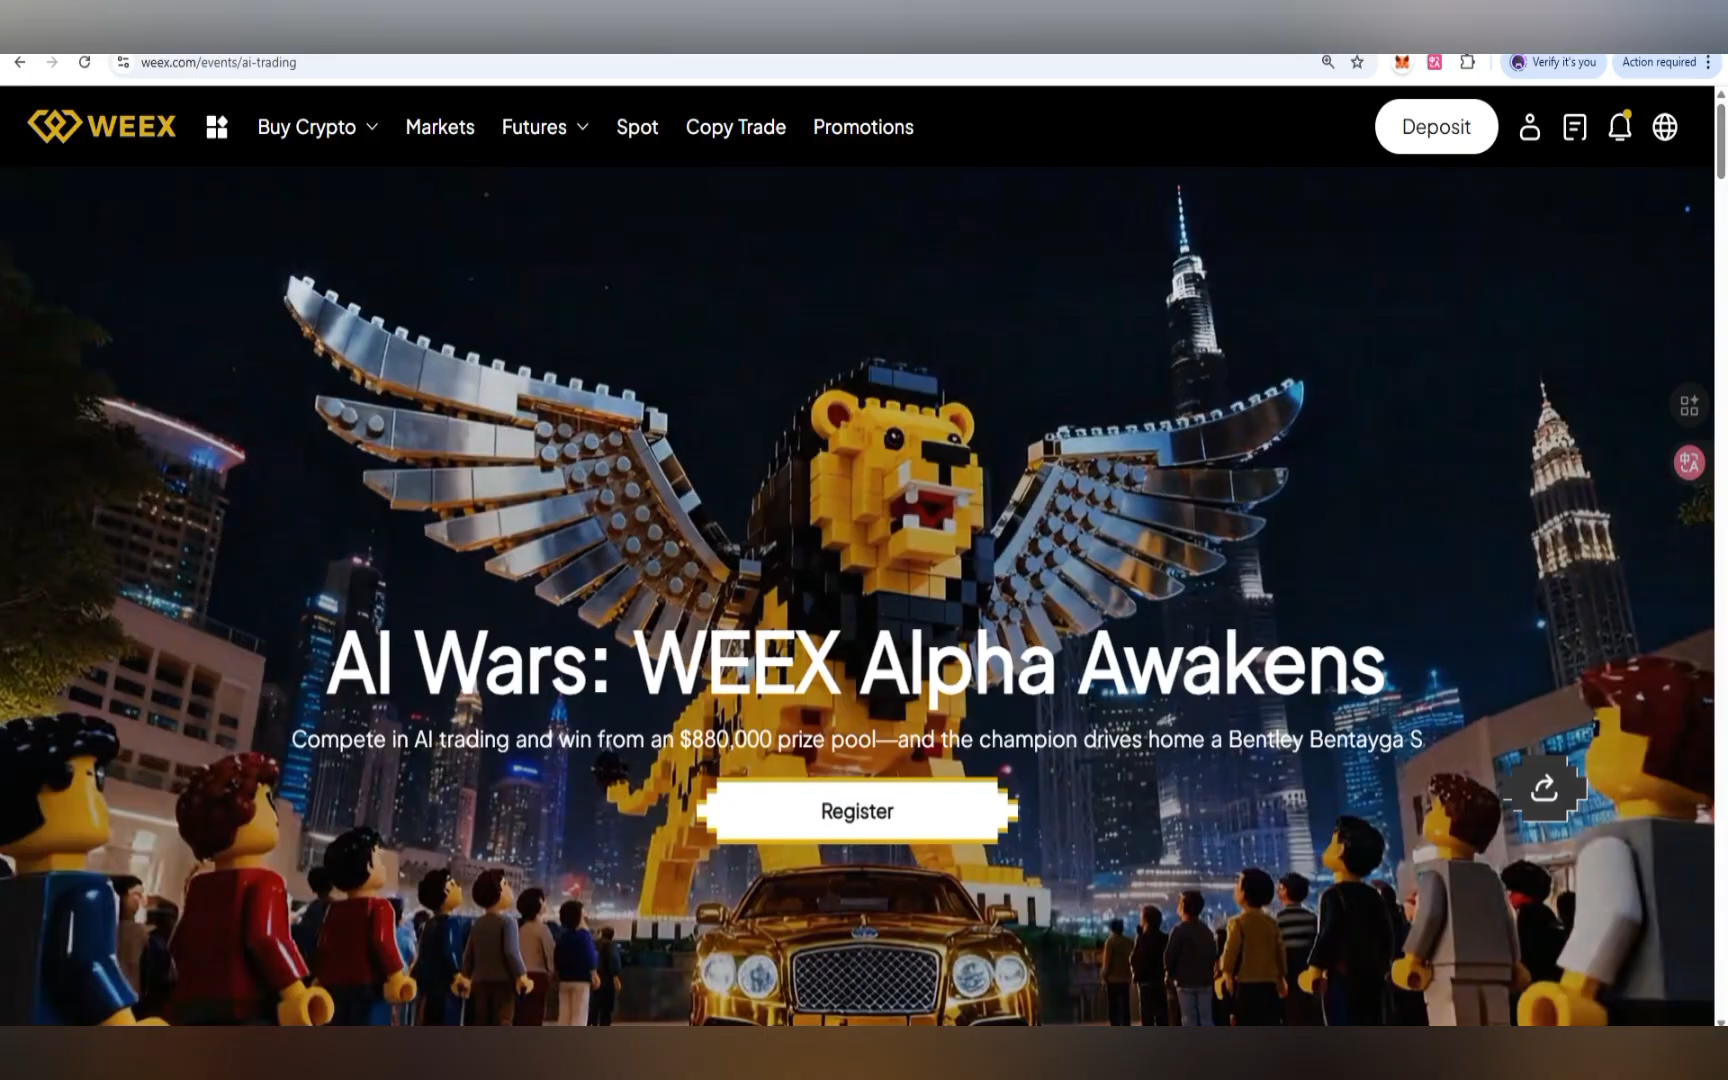 weex.com/events/ai-trading
Verify it's you
Action required
WEEX
Buy Crypto
Markets
Futures
Spot
Copy Trade
Promotions
Deposit
AI Wars: WEEX Alpha Awakens
Compete in AI trading and win from an $880,000 prize pool—and the champion drives home a Bentley Bentayga S
Register